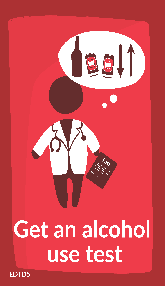 Get an alcohol
use test